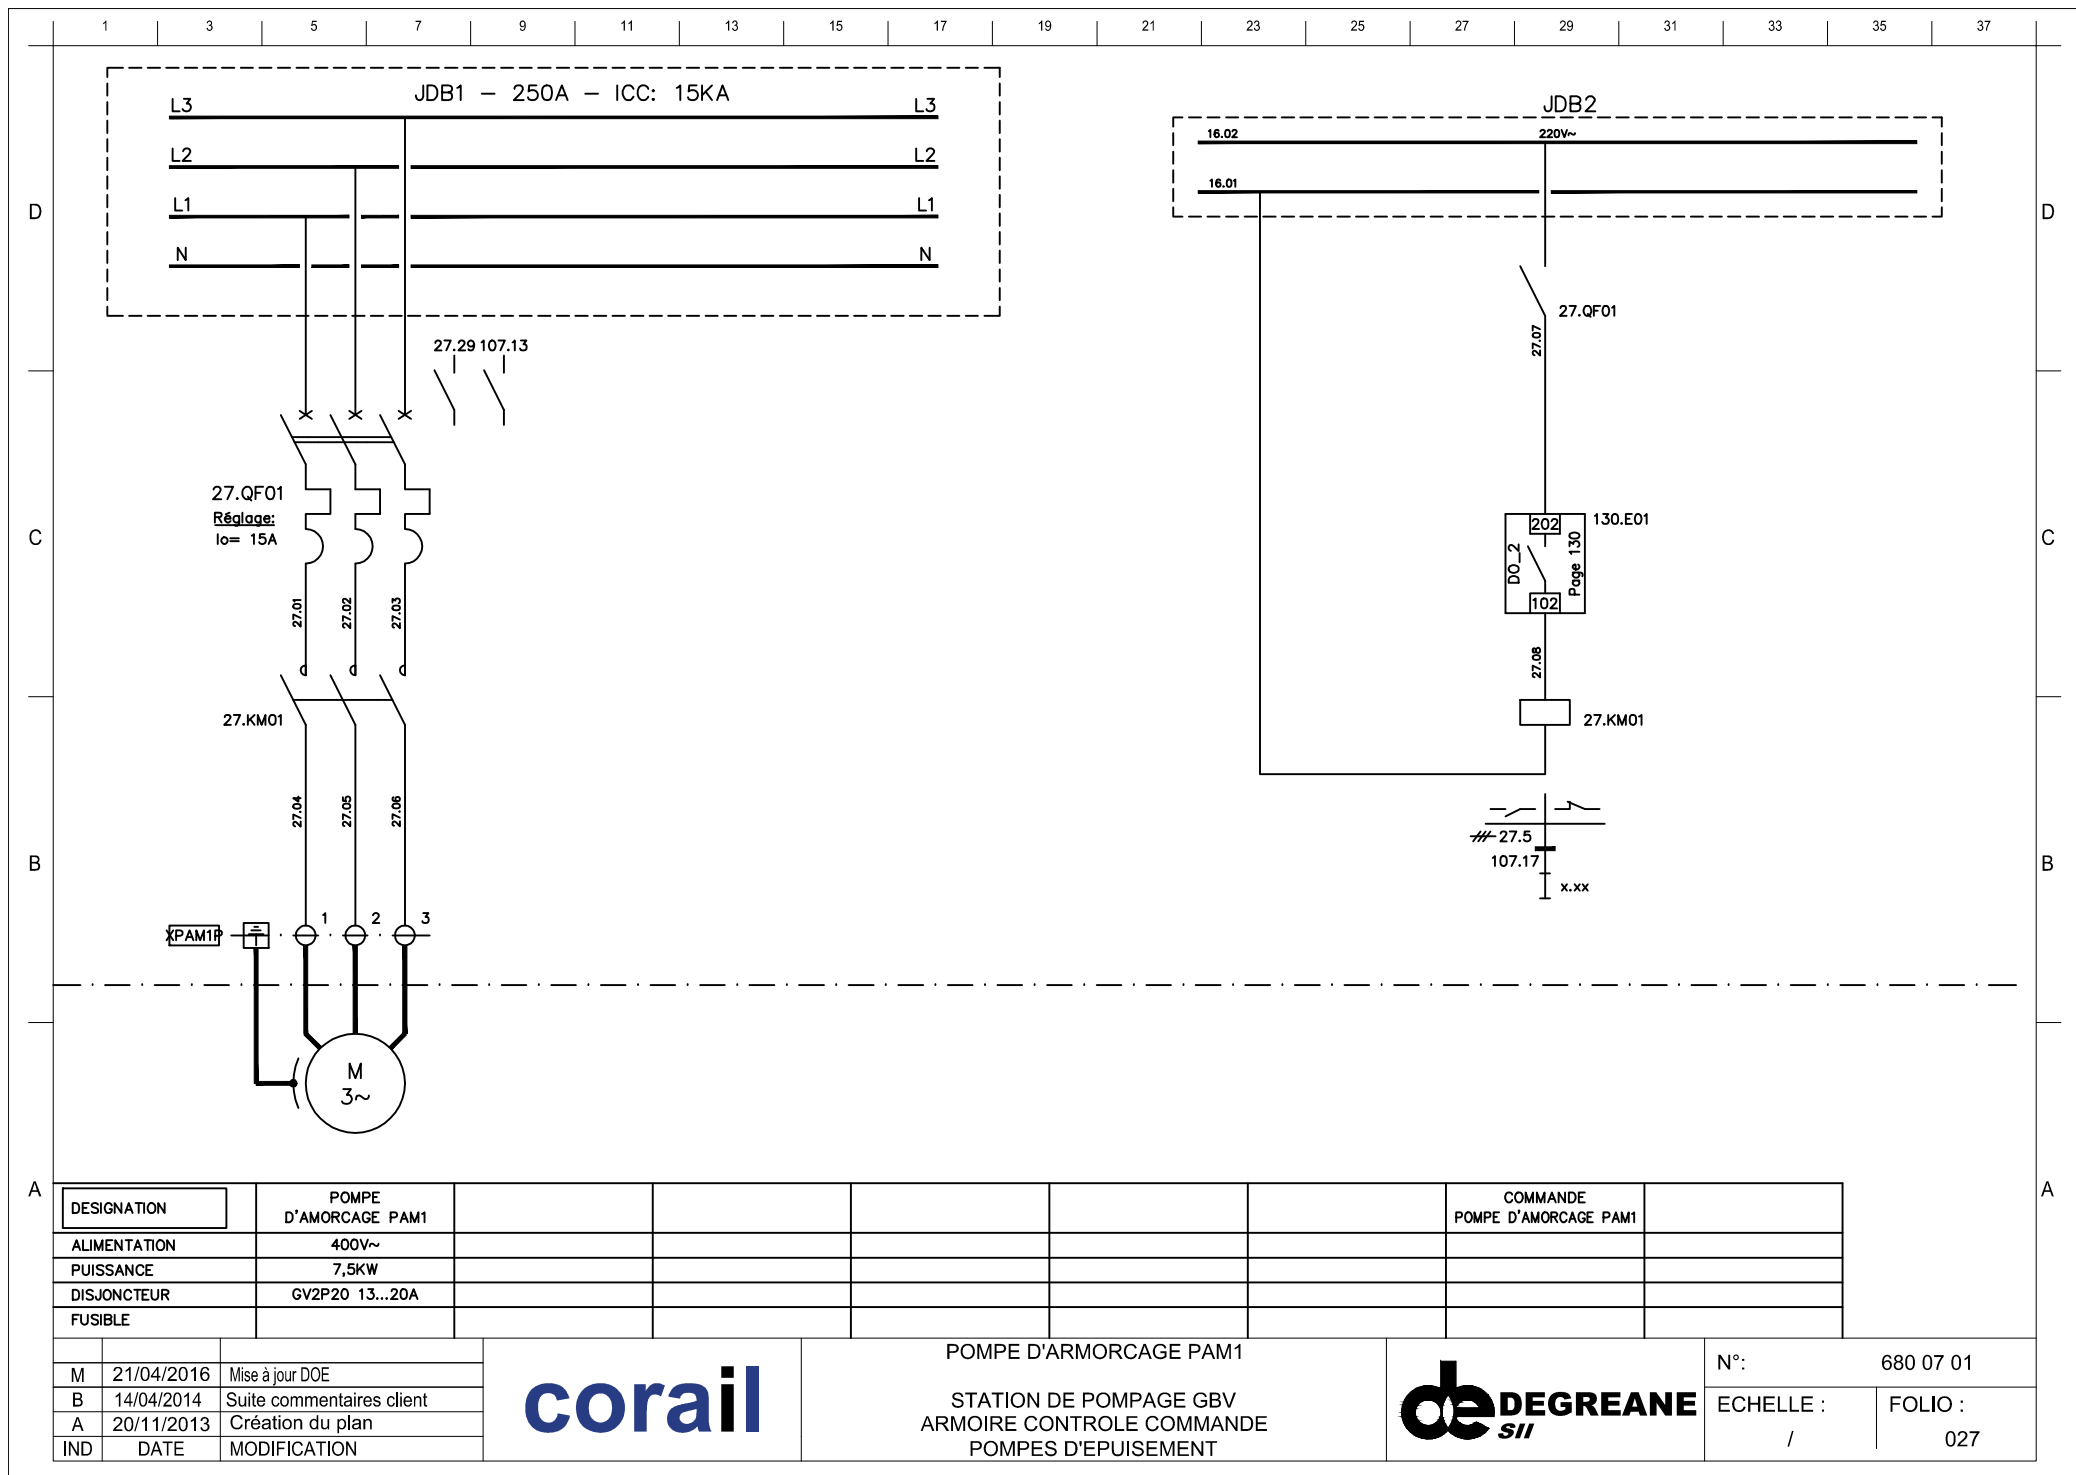 1 3 5 7 9 11 13 15 17 19 21 23 25 27 29 31 33 35 37
JDB1 - 250A - ICC: 15KA
L3 L3
L2 L2
L1 L1
N N
JDB2
16.02 220V~
16.01
D D
27.QF01
27.07
27.29 107.13
27.QF01
Réglage:
Io= 15A
C C
202 130.E01
DO_2
Page 130
102
27.01 27.02 27.03
27.08
27.KM01 27.KM01
27.04 27.05 27.06
27.5
107.17
x.xx
B B
XPAM1P 1 2 3
M
3~
A A
DESIGNATION
POMPE
D'AMORCAGE PAM1
COMMANDE
POMPE D'AMORCAGE PAM1
ALIMENTATION 400V~
PUISSANCE 7,5KW
DISJONCTEUR GV2P20 13...20A
FUSIBLE
M 21/04/2016 Mise à jour DOE
B 14/04/2014 Suite commentaires client
A 20/11/2013 Création du plan
IND DATE MODIFICATION
corail
POMPE D'ARMORCAGE PAM1
STATION DE POMPAGE GBV
ARMOIRE CONTROLE COMMANDE
POMPES D'EPUISEMENT
de DEGREANE
SII
N°: 680 07 01
ECHELLE :
/
FOLIO :
027